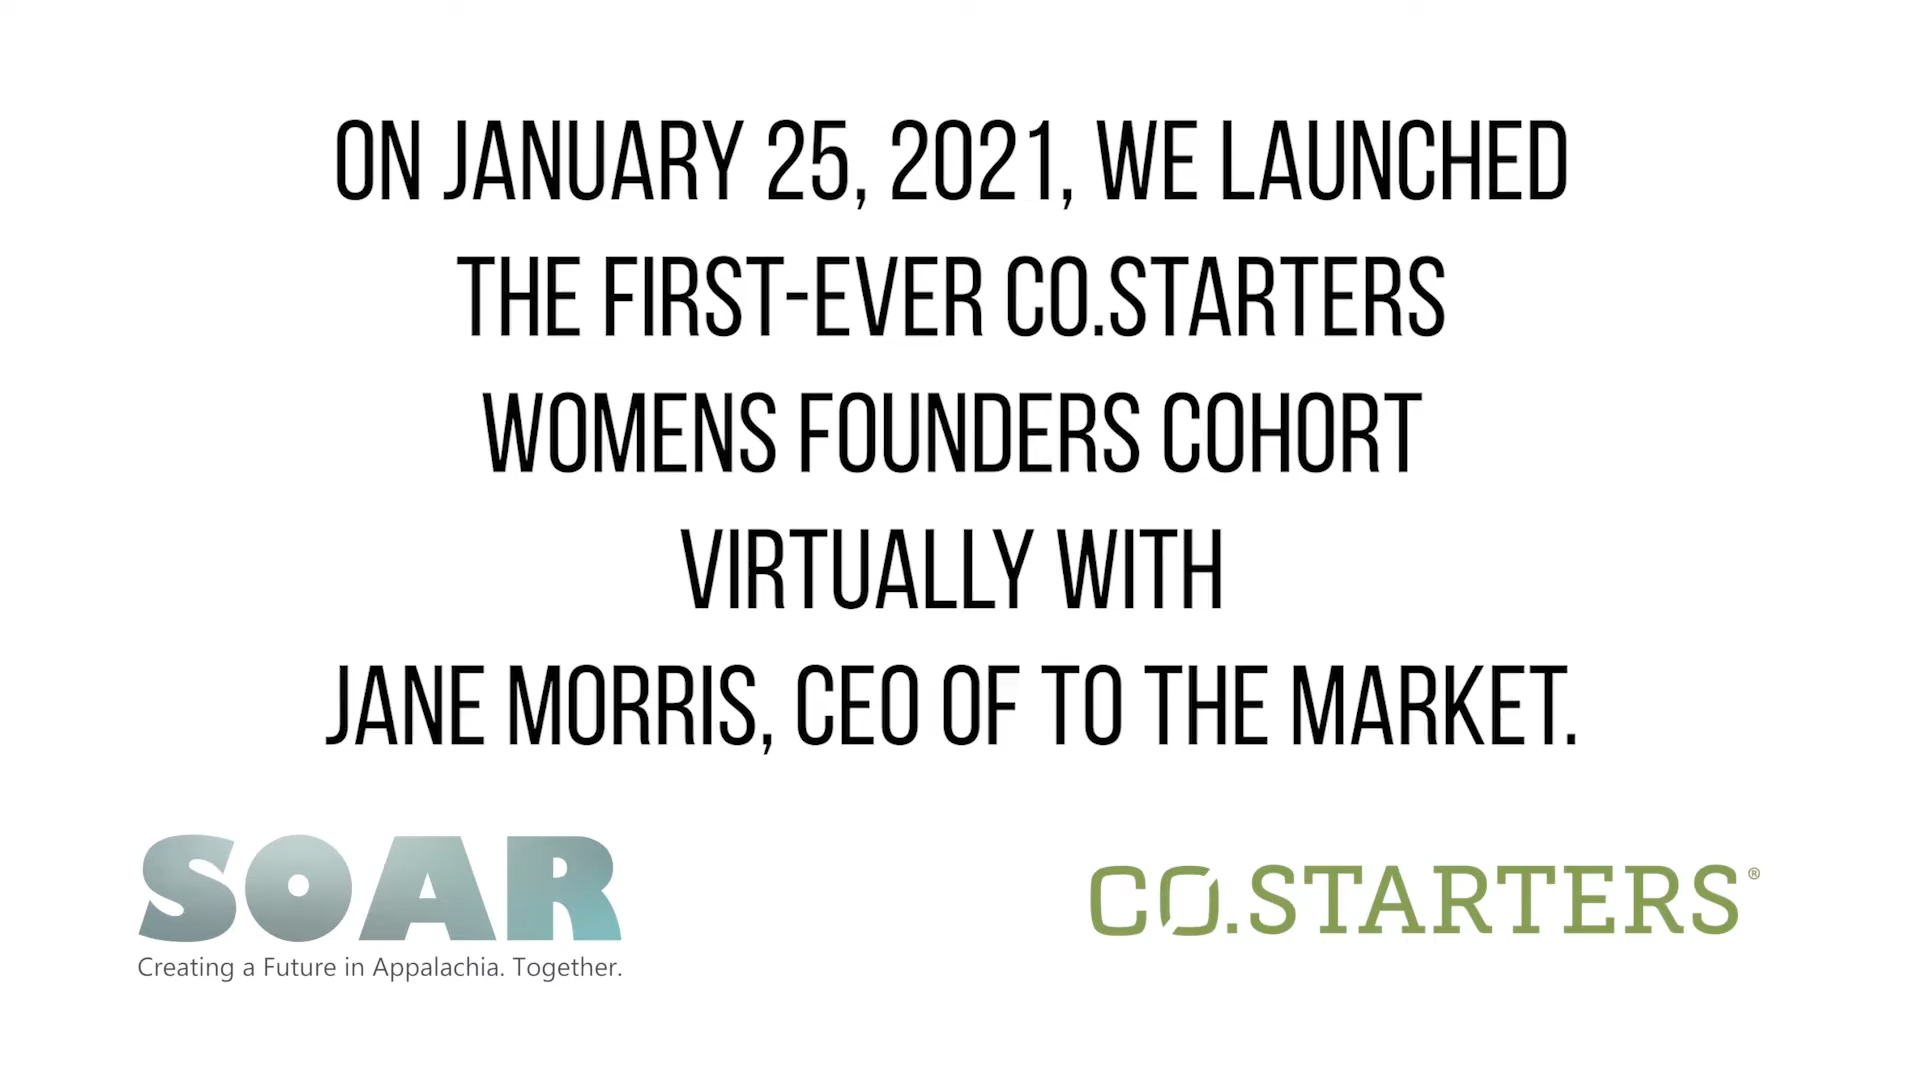 ON JANUARY 25, 2021, WE LAUNCHED
THE FIRST-EVER CO.STARTERS
WOMENS FOUNDERS COHORT
VIRTUALLY WITH
JANE MORRIS, CEO OF TO THE MARKET.
SOAR
Creating a Future in Appalachia. Together.
CO.STARTERS®